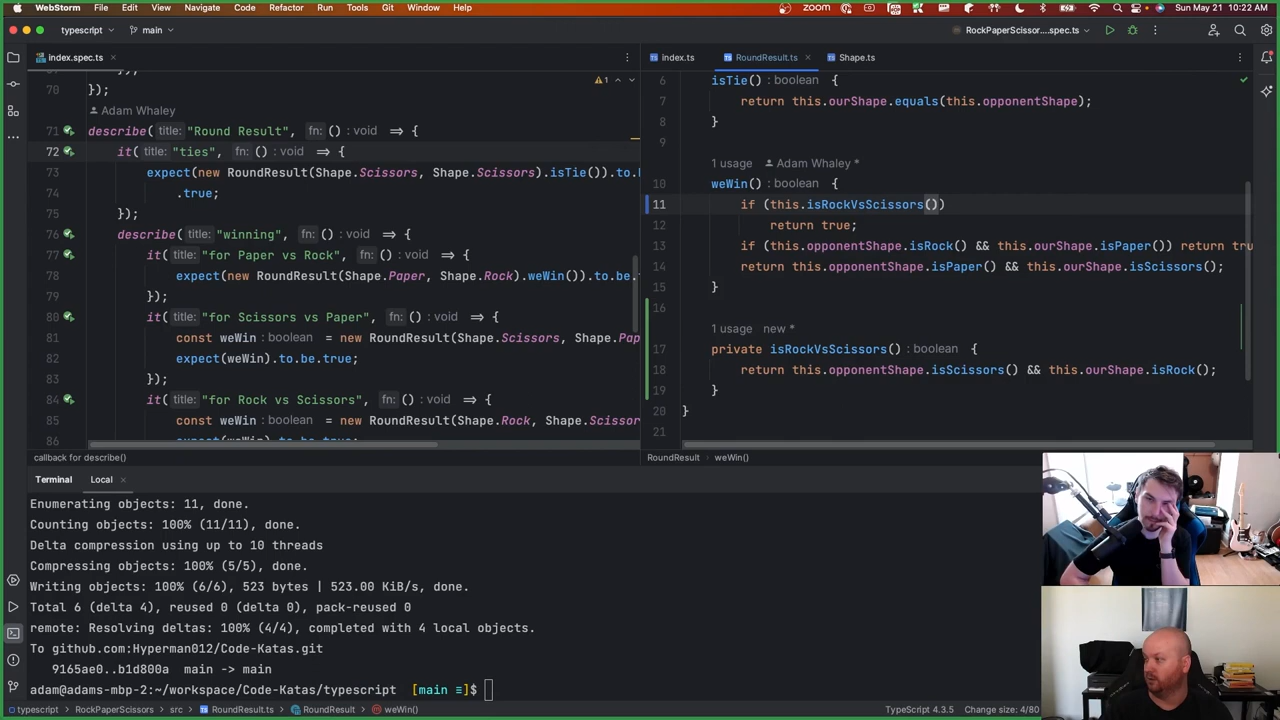 WebStorm File Edit View Navigate Code Refactor Run Tools Git Window Help zoom Sun May 21 10:22 AM
typescript main RockPaperScissor....spec.ts
index.spec.ts
index.ts RoundResult.ts Shape.ts
70 });
Adam Whaley
71 describe( title: "Round Result", fn: () : void => {
72 it( title: "ties", fn: () : void => {
73 expect(new RoundResult(Shape.Scissors, Shape.Scissors).isTie()).to.
74 .true;
75 });
76 describe( title: "winning", fn: () : void => {
77 it( title: "for Paper vs Rock", fn: () : void => {
78 expect(new RoundResult(Shape.Paper, Shape.Rock).weWin()).to.be.
79 });
80 it( title: "for Scissors vs Paper", fn: () : void => {
81 const weWin : boolean = new RoundResult(Shape.Scissors, Shape.Pap
82 expect(weWin).to.be.true;
83 });
84 it( title: "for Rock vs Scissors", fn: () : void => {
85 const weWin : boolean = new RoundResult(Shape.Rock, Shape.Scissor
86 expect(weWin).to.be.true;
callback for describe()
1
6 isTie() : boolean {
7 return this.ourShape.equals(this.opponentShape);
8 }
9
1 usage Adam Whaley *
10 weWin() : boolean {
11 if (this.isRockVsScissors())
12 return true;
13 if (this.opponentShape.isRock() && this.ourShape.isPaper()) return tru
14 return this.opponentShape.isPaper() && this.ourShape.isScissors();
15 }
16
1 usage new *
17 private isRockVsScissors() : boolean {
18 return this.opponentShape.isScissors() && this.ourShape.isRock();
19 }
20 }
21
RoundResult weWin()
Terminal Local
Enumerating objects: 11, done.
Counting objects: 100% (11/11), done.
Delta compression using up to 10 threads
Compressing objects: 100% (5/5), done.
Writing objects: 100% (6/6), 523 bytes | 523.00 KiB/s, done.
Total 6 (delta 4), reused 0 (delta 0), pack-reused 0
remote: Resolving deltas: 100% (4/4), completed with 4 local objects.
To github.com:Hyperman012/Code-Katas.git
9165ae0..b1d800a main -> main
adam@adams-mbp-2:~/workspace/Code-Katas/typescript [main ≡]$
typescript RockPaperScissors src RoundResult.ts RoundResult weWin() TypeScript 4.3.5 Change size: 4/80